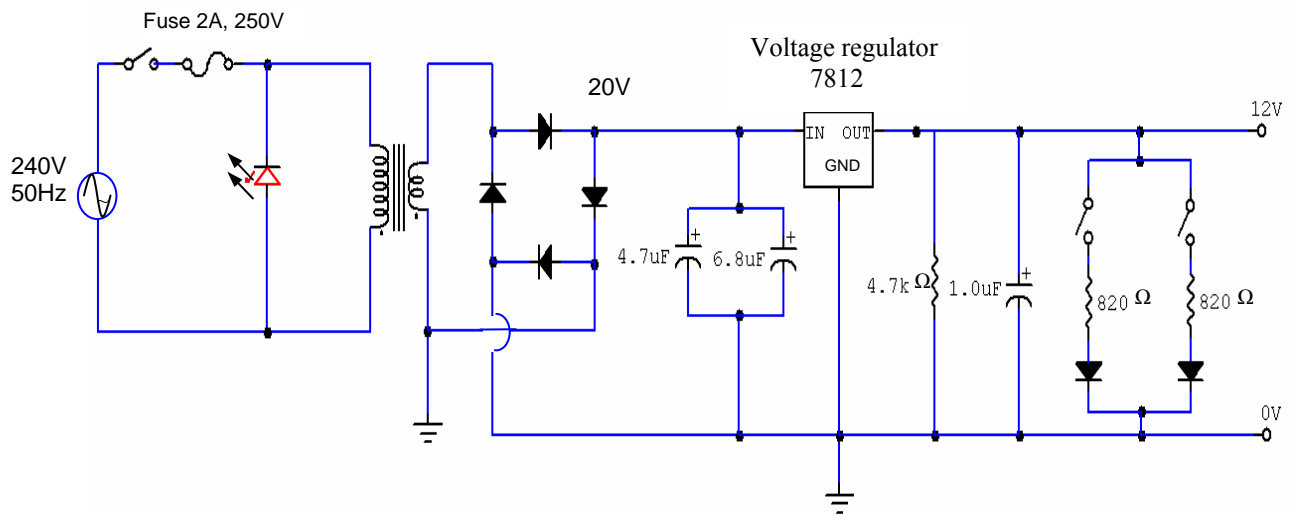 Fuse 2A, 250V
Voltage regulator
7812
20V
12V
IN OUT
GND
240V
50Hz
4.7uF
+
6.8uF
+
4.7k Ω
1.0uF
+
820 Ω
820 Ω
0V